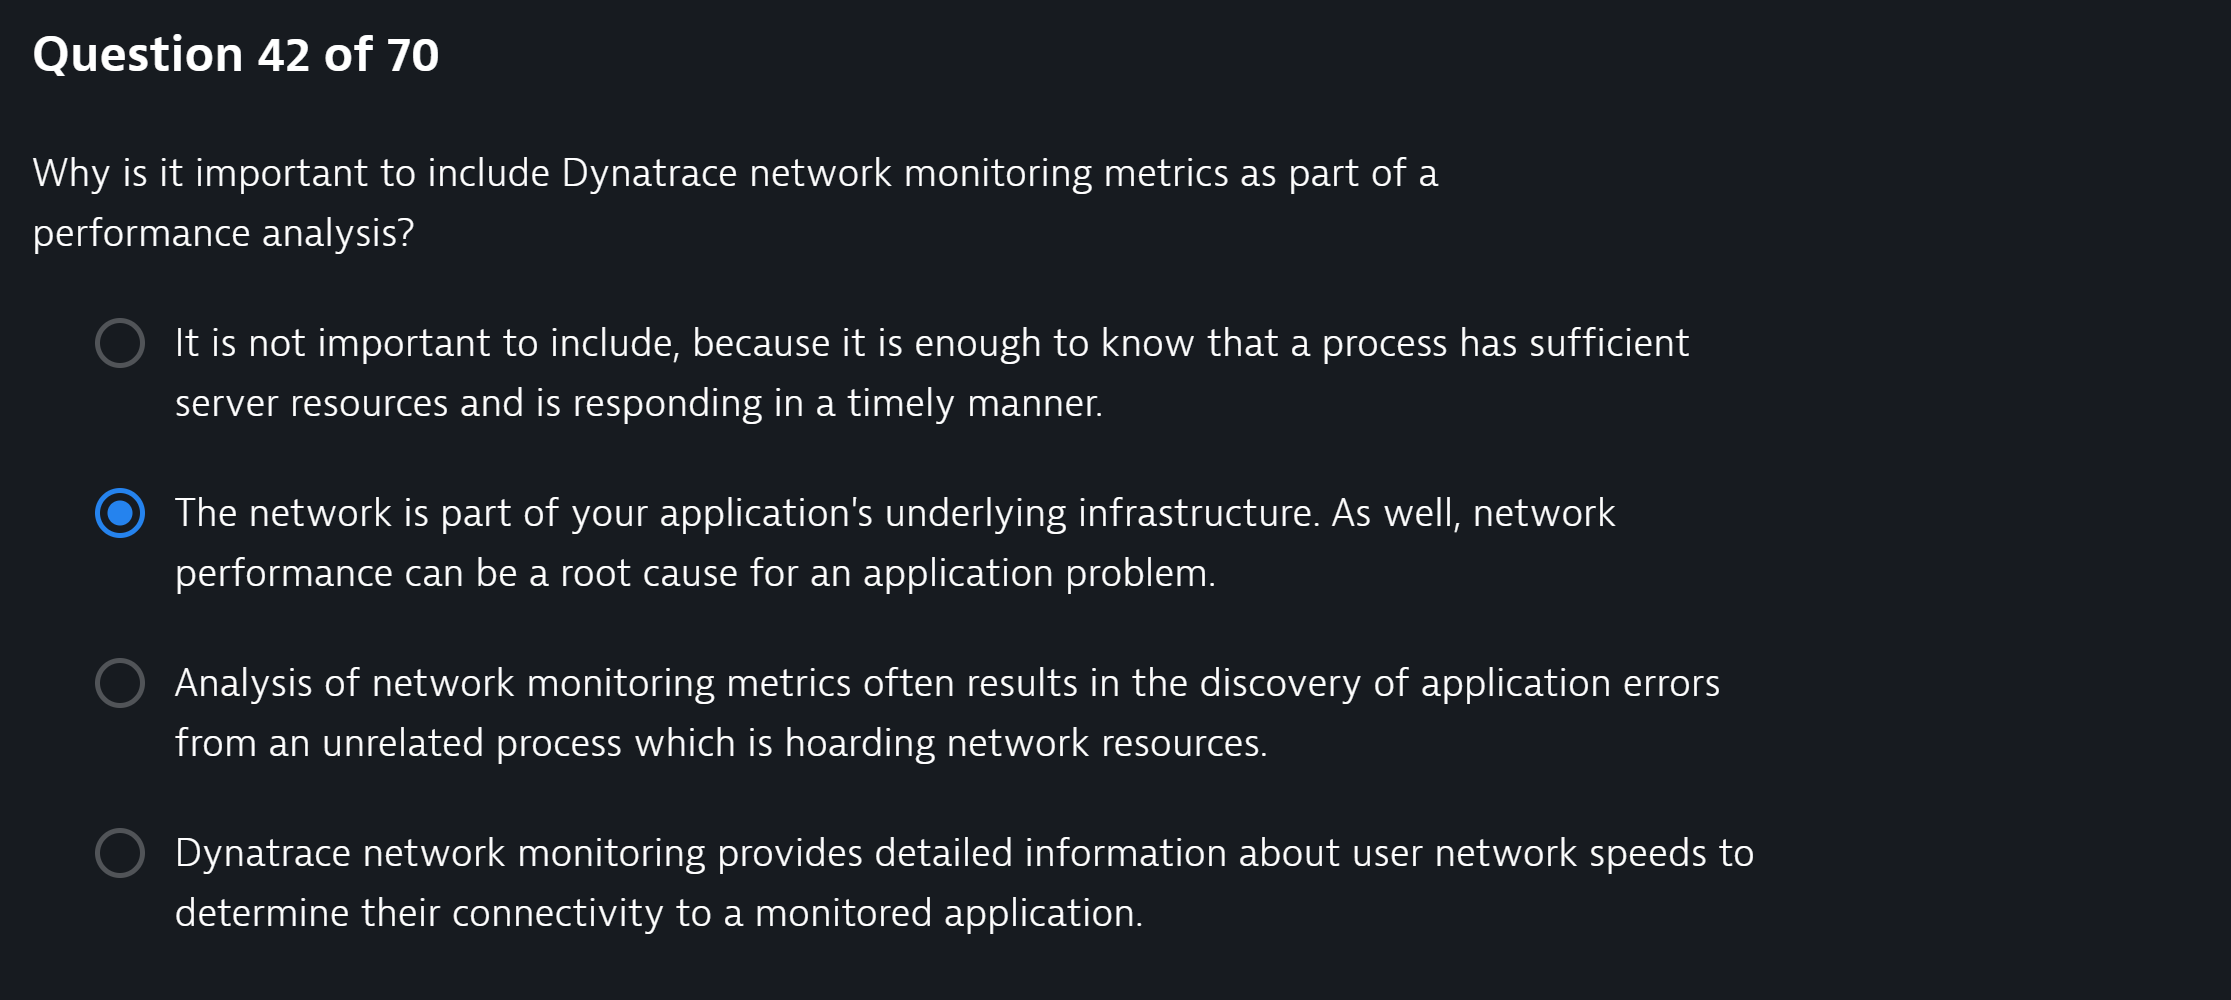 Question 42 of 70
Why is it important to include Dynatrace network monitoring metrics as part of a
performance analysis?
It is not important to include, because it is enough to know that a process has sufficient
server resources and is responding in a timely manner.
The network is part of your application's underlying infrastructure. As well, network
performance can be a root cause for an application problem.
Analysis of network monitoring metrics often results in the discovery of application errors
from an unrelated process which is hoarding network resources.
Dynatrace network monitoring provides detailed information about user network speeds to
determine their connectivity to a monitored application.